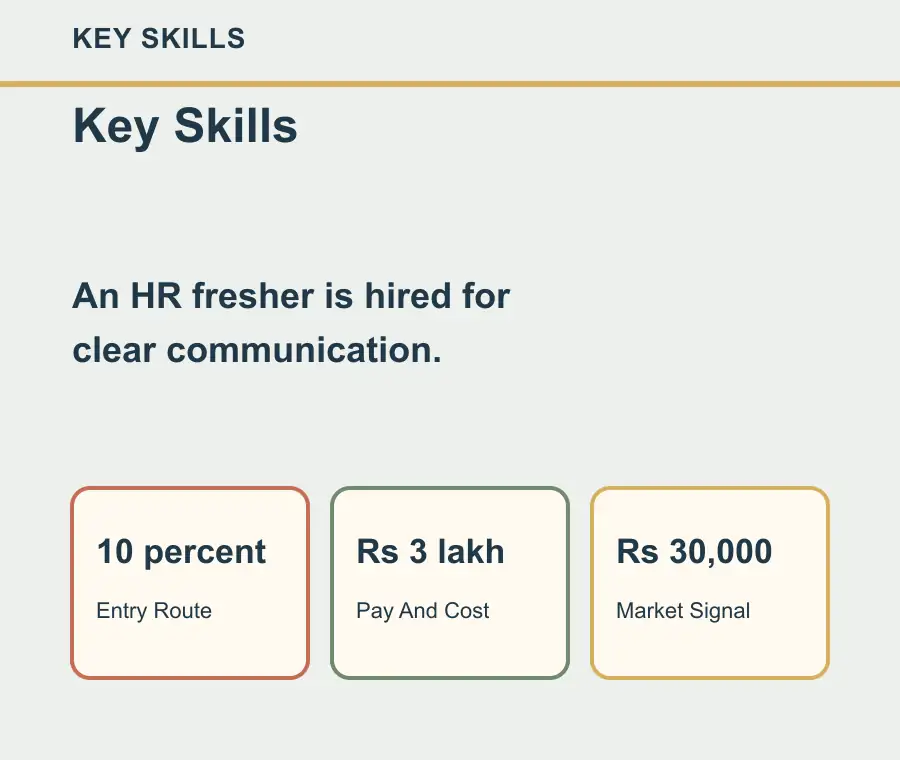 KEY SKILLS
Key Skills
An HR fresher is hired for
clear communication.
10 percent
Entry Route
Rs 3 lakh
Pay And Cost
Rs 30,000
Market Signal